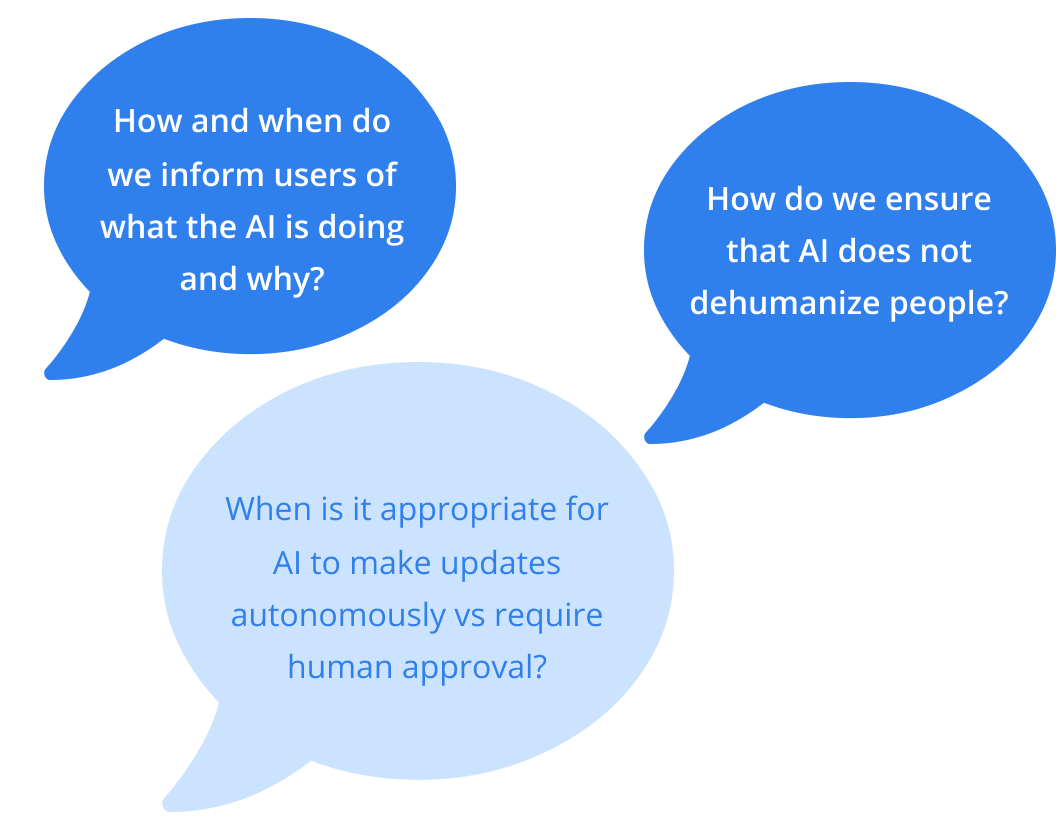 How and when do
we inform users of
what the AI is doing
and why?
How do we ensure
that AI does not
dehumanize people?
When is it appropriate for
AI to make updates
autonomously vs require
human approval?